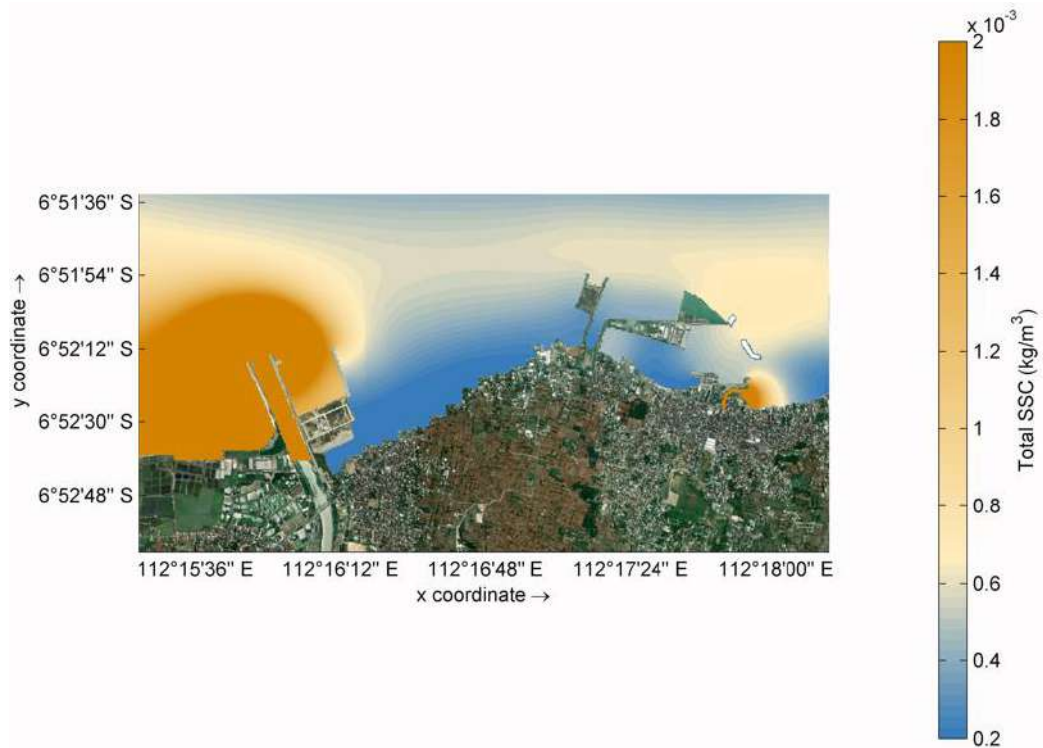 x 10⁻³
2
1.8
1.6
1.4
1.2
1
0.8
0.6
0.4
0.2
Total SSC (kg/m³)
6°51'36" S
6°51'54" S
6°52'12" S
6°52'30" S
6°52'48" S
y coordinate →
112°15'36" E 112°16'12" E 112°16'48" E 112°17'24" E 112°18'00" E
x coordinate →